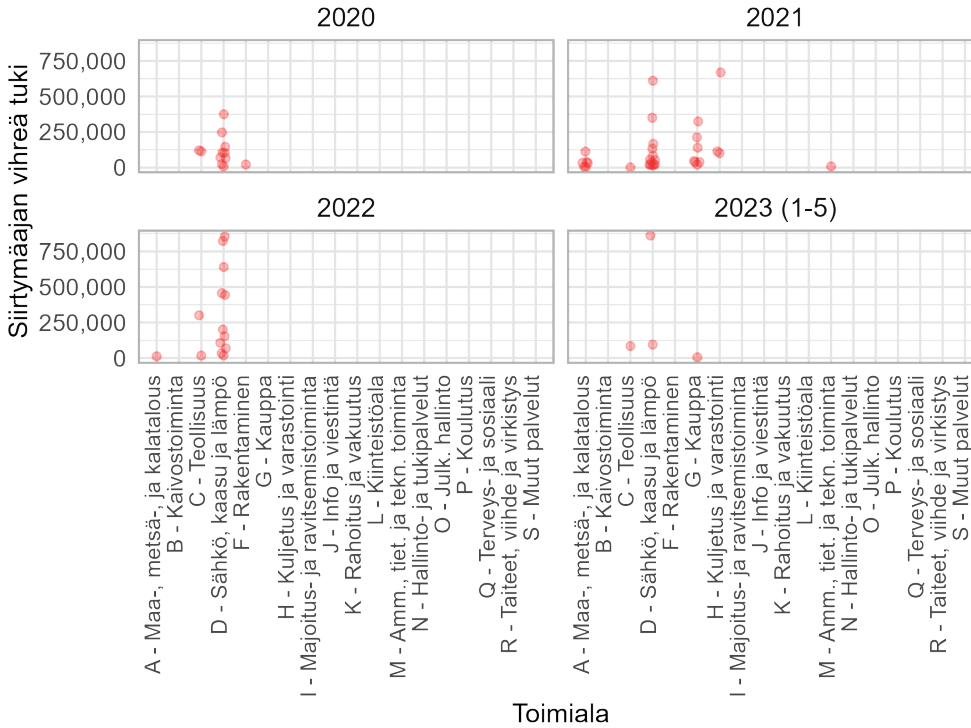 2020
2021
Siirtymäajan vihreä tuki
750,000
500,000
250,000
0
2022
2023 (1-5)
750,000
500,000
250,000
0
A - Maa-, metsä-, ja kalatalous
B - Kaivostoiminta
C - Teollisuus
D - Sähkö, kaasu ja lämpö
F - Rakentaminen
G - Kauppa
H - Kuljetus ja varastointi
I - Majoitus- ja ravitsemistoiminta
J - Info ja viestintä
K - Rahoitus ja vakuutus
L - Kiinteistöala
M - Amm., tiet. ja tekn. toiminta
N - Hallinto- ja tukipalvelut
O - Julk. hallinto
P - Koulutus
Q - Terveys- ja sosiaali
R - Taiteet, viihde ja virkistys
S - Muut palvelut
A - Maa-, metsä-, ja kalatalous
B - Kaivostoiminta
C - Teollisuus
D - Sähkö, kaasu ja lämpö
F - Rakentaminen
G - Kauppa
H - Kuljetus ja varastointi
I - Majoitus- ja ravitsemistoiminta
J - Info ja viestintä
K - Rahoitus ja vakuutus
L - Kiinteistöala
M - Amm., tiet. ja tekn. toiminta
N - Hallinto- ja tukipalvelut
O - Julk. hallinto
P - Koulutus
Q - Terveys- ja sosiaali
R - Taiteet, viihde ja virkistys
S - Muut palvelut
Toimiala